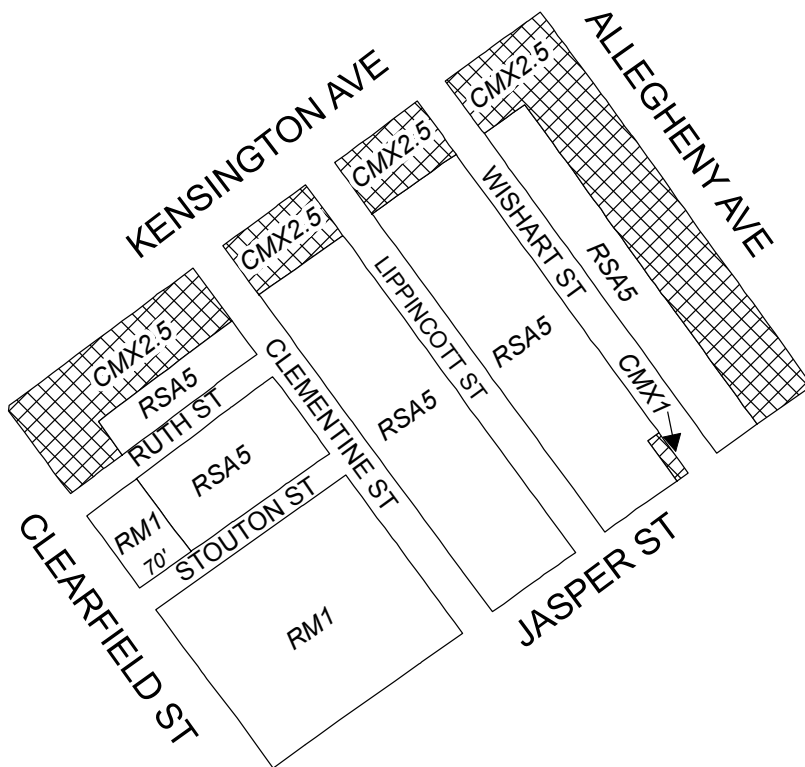 ALLEGHENY AVE
KENSINGTON AVE
CMX2.5
CMX2.5
CMX2.5
CMX2.5
WISHART ST
RSA5
LIPPINCOTT ST
RSA5
CMX1
CLEMENTINE ST
RSA5
RSA5
RUTH ST
RSA5
RM1
70'
STOUTON ST
RM1
CLEARFIELD ST
JASPER ST